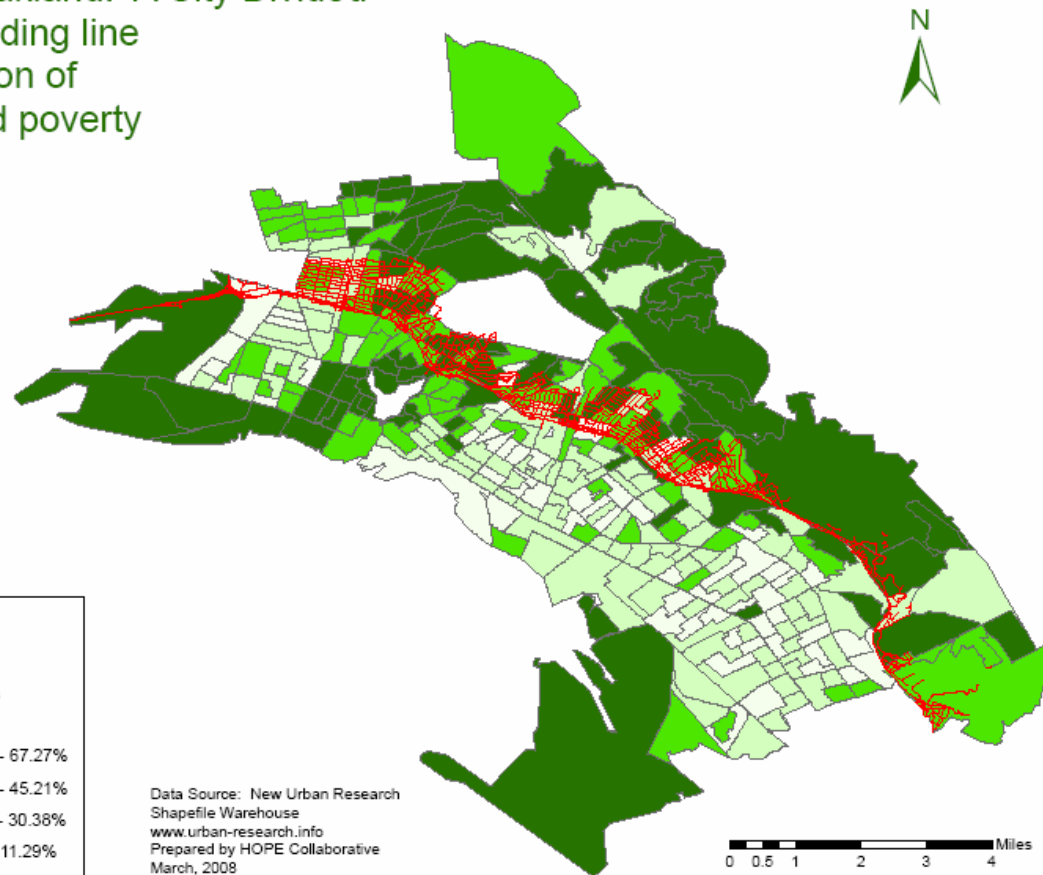 A City Divided
ding line
on of
d poverty
N
- 67.27%
- 45.21%
- 30.38%
11.29%
Data Source: New Urban Research
Shapefile Warehouse
www.urban-research.info
Prepared by HOPE Collaborative
March, 2008
Miles
0 0.5 1 2 3 4